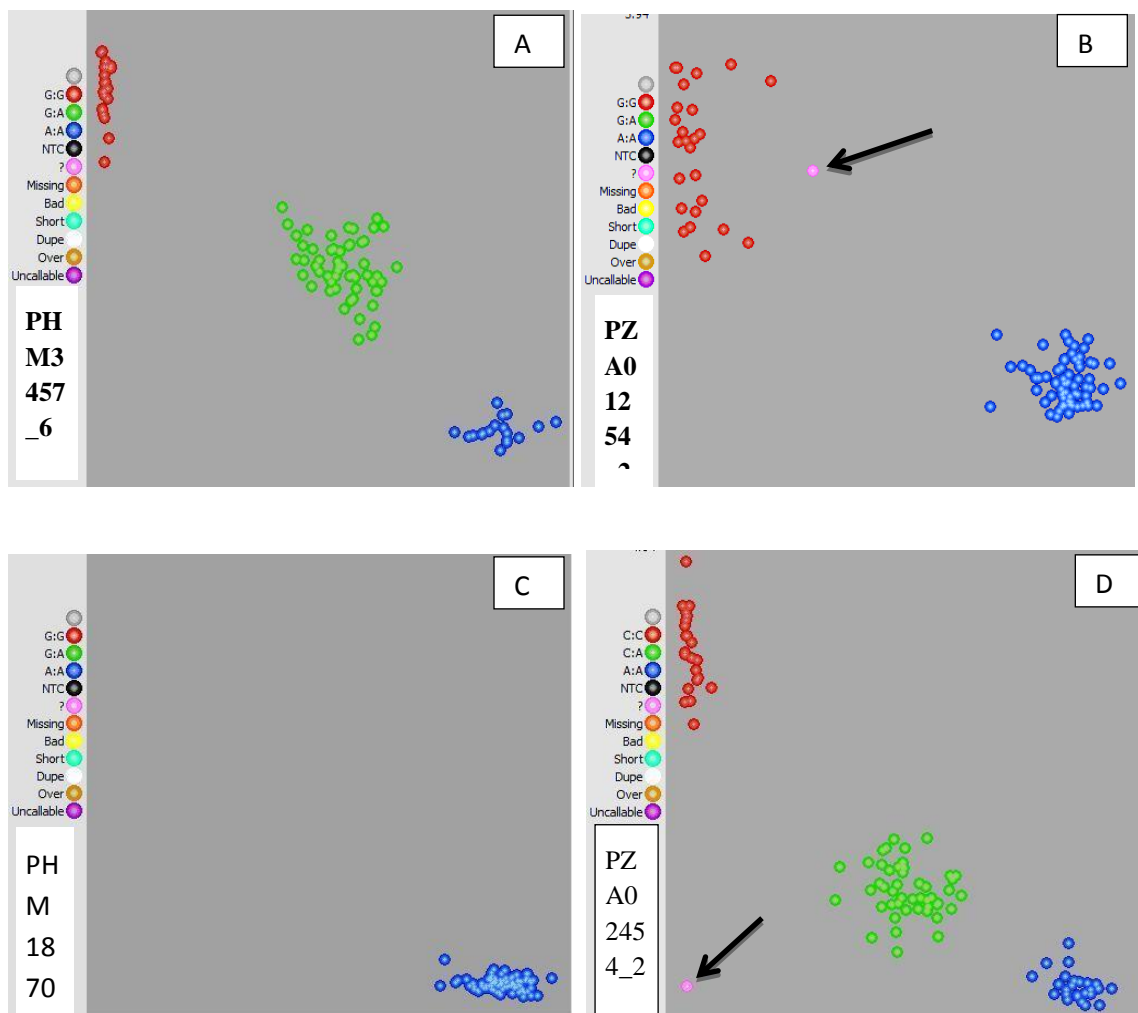 A
G:G
G:A
A:A
NTC
?
Missing
Bad
Short
Dupe
Over
Uncallable
PH
M3
457
_6
B
G:G
G:A
A:A
NTC
?
Missing
Bad
Short
Dupe
Over
Uncallable
PZ
A0
12
54
C
G:G
G:A
A:A
NTC
?
Missing
Bad
Short
Dupe
Over
Uncallable
PH
M
18
70
D
C:C
C:A
A:A
NTC
?
Missing
Bad
Short
Dupe
Over
Uncallable
PZ
A0
245
4_2